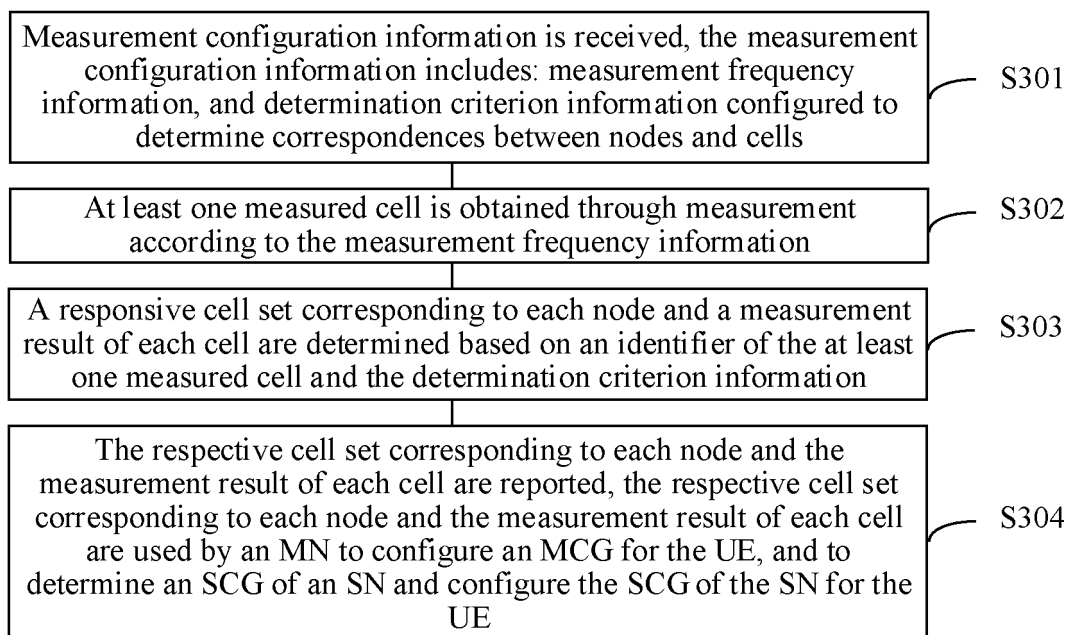 Measurement configuration information is received, the measurement
configuration information includes: measurement frequency
information, and determination criterion information configured to
determine correspondences between nodes and cells
S301
At least one measured cell is obtained through measurement
according to the measurement frequency information
S302
A responsive cell set corresponding to each node and a measurement
result of each cell are determined based on an identifier of the at least
one measured cell and the determination criterion information
S303
The respective cell set corresponding to each node and the
measurement result of each cell are reported, the respective cell set
corresponding to each node and the measurement result of each cell
are used by an MN to configure an MCG for the UE, and to
determine an SCG of an SN and configure the SCG of the SN for the
UE
S304